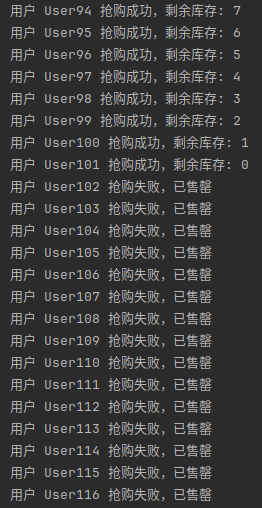 用户 User94 抢购成功，剩余库存: 7
用户 User95 抢购成功，剩余库存: 6
用户 User96 抢购成功，剩余库存: 5
用户 User97 抢购成功，剩余库存: 4
用户 User98 抢购成功，剩余库存: 3
用户 User99 抢购成功，剩余库存: 2
用户 User100 抢购成功，剩余库存: 1
用户 User101 抢购成功，剩余库存: 0
用户 User102 抢购失败，已售罄
用户 User103 抢购失败，已售罄
用户 User104 抢购失败，已售罄
用户 User105 抢购失败，已售罄
用户 User106 抢购失败，已售罄
用户 User107 抢购失败，已售罄
用户 User108 抢购失败，已售罄
用户 User109 抢购失败，已售罄
用户 User110 抢购失败，已售罄
用户 User111 抢购失败，已售罄
用户 User112 抢购失败，已售罄
用户 User113 抢购失败，已售罄
用户 User114 抢购失败，已售罄
用户 User115 抢购失败，已售罄
用户 User116 抢购失败，已售罄